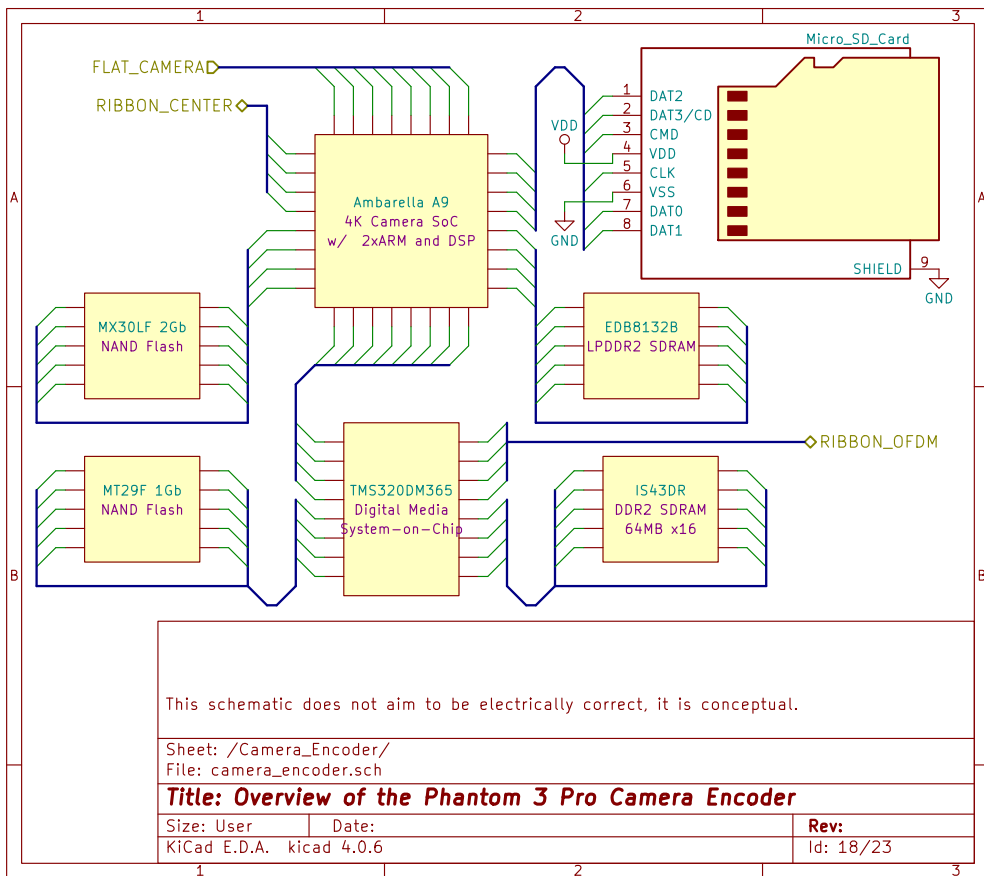 1 2 3
Micro_SD_Card
FLAT_CAMERA
RIBBON_CENTER
VDD
GND
1 DAT2
2 DAT3/CD
3 CMD
4 VDD
5 CLK
6 VSS
7 DAT0
8 DAT1
SHIELD 9
GND
A A
Ambarella A9
4K Camera SoC
w/  2xARM and DSP
MX30LF 2Gb
NAND Flash
EDB8132B
LPDDR2 SDRAM
RIBBON_OFDM
MT29F 1Gb
NAND Flash
TMS320DM365
Digital Media
System-on-Chip
IS43DR
DDR2 SDRAM
64MB x16
B B
This schematic does not aim to be electrically correct, it is conceptual.
Sheet: /Camera_Encoder/
File: camera_encoder.sch
Title: Overview of the Phantom 3 Pro Camera Encoder
Size: User Date: Rev:
KiCad E.D.A.  kicad 4.0.6 Id: 18/23
1 2 3